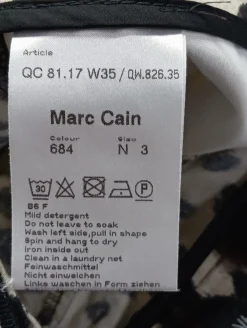 Article
QC 81.17 W35 / QW.826.35
Marc Cain
Colour Size
684 N 3
30 P
86 F
Mild detergent
Do not leave to soak
Wash left side,pull in shape
Spin and hang to dry
Iron inside out
Clean in a laundry net
Feinwaschmittel
Nicht einweichen
Links waschen in Form ziehen